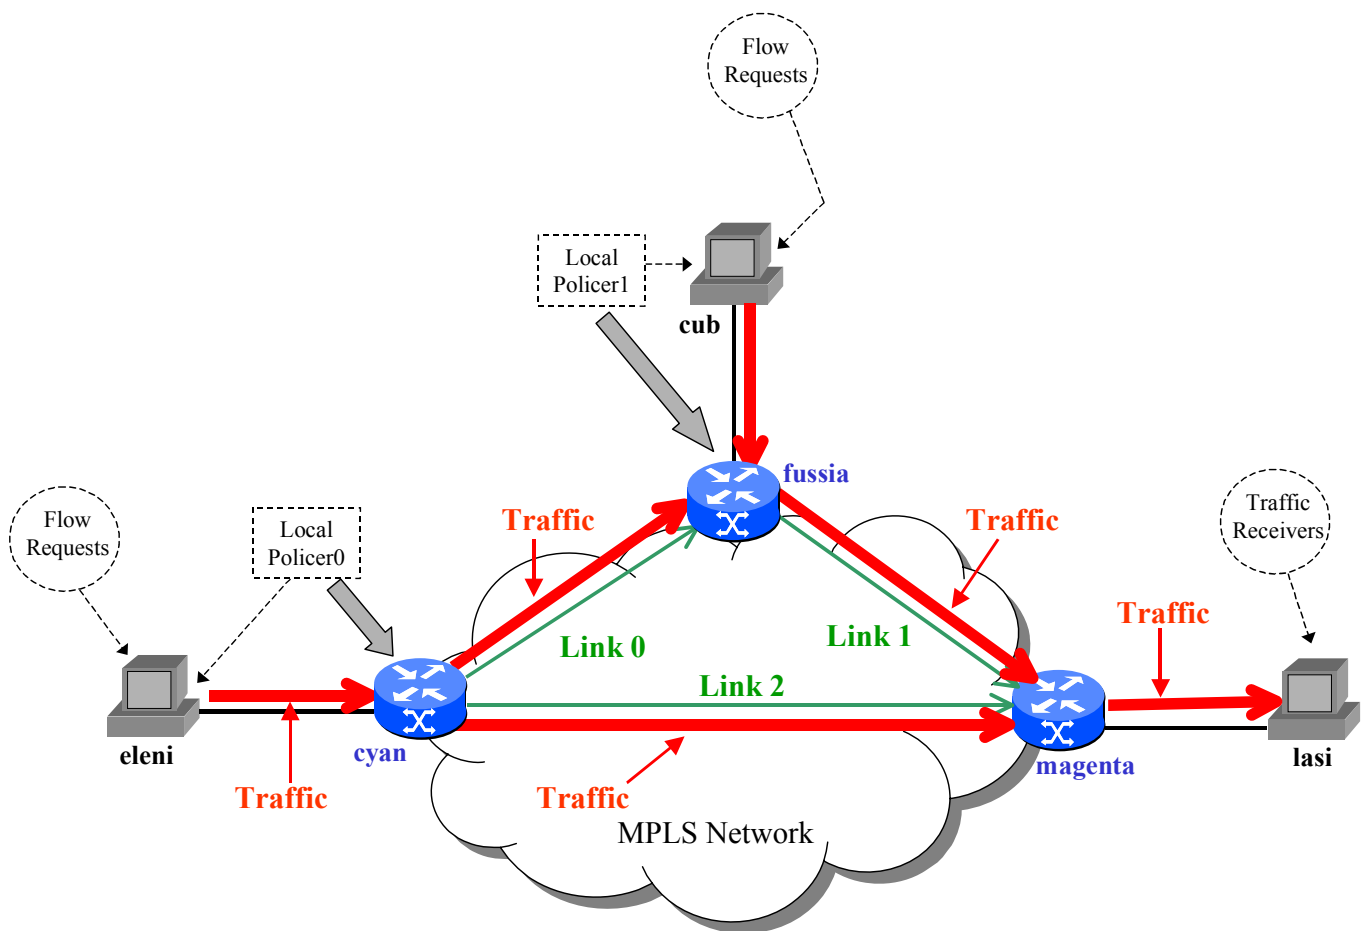 Flow
Requests
Local
Policer1
cub
fussia
Flow
Requests
Local
Policer0
Traffic
Traffic
Traffic
Receivers
Link 0
Link 1
Traffic
Link 2
eleni
cyan
magenta
lasi
Traffic
Traffic
MPLS Network